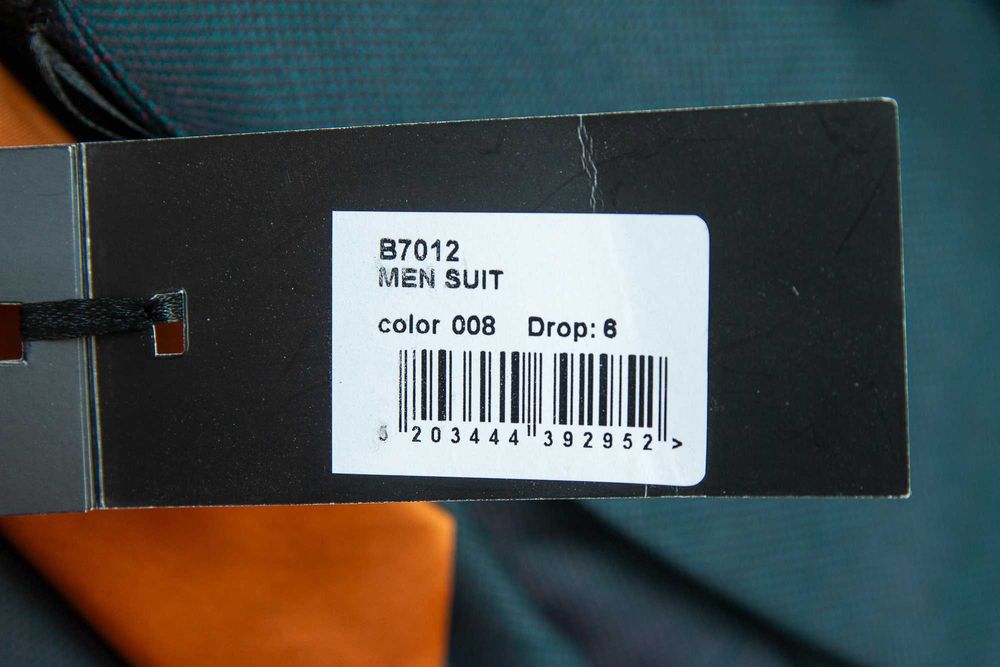 B7012
MEN SUIT
color 008 Drop: 6
5 203444 392952 >